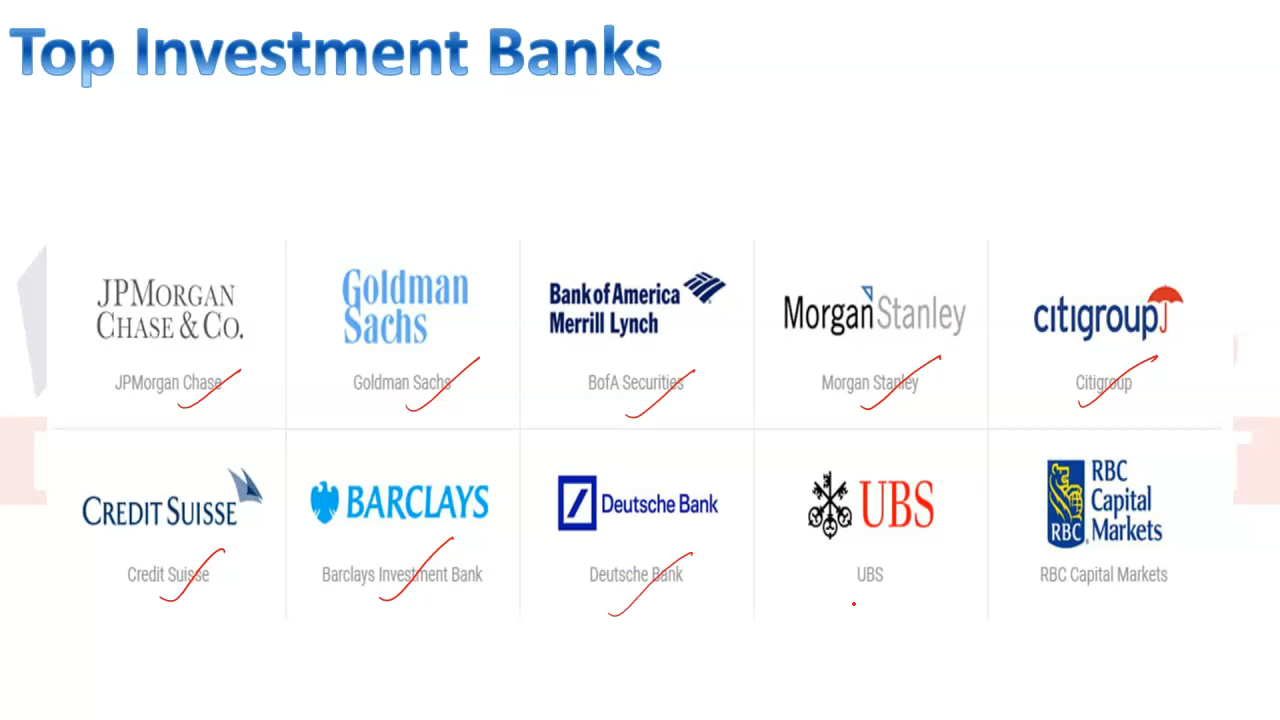 Top Investment Banks
JPMORGAN
CHASE & CO.
JPMorgan Chase
Goldman
Sachs
Goldman Sachs
Bank of America
Merrill Lynch
BofA Securities
Morgan Stanley
Morgan Stanley
citigroup
Citigroup
CREDIT SUISSE
Credit Suisse
BARCLAYS
Barclays Investment Bank
Deutsche Bank
Deutsche Bank
UBS
UBS
RBC
RBC
Capital
Markets
RBC Capital Markets